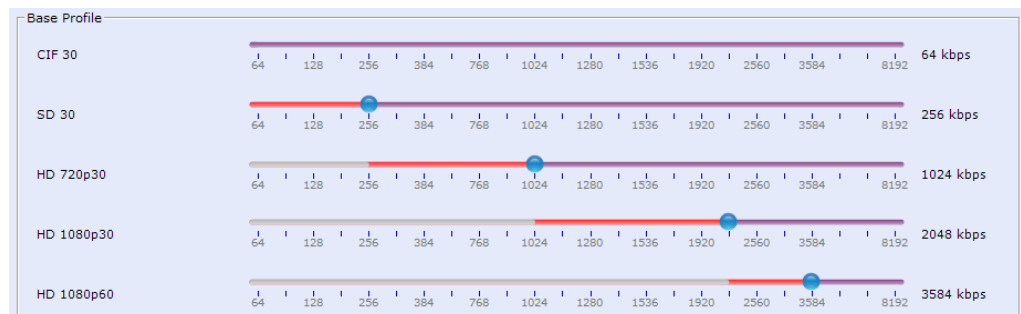 Base Profile
CIF 30 64 kbps
64 128 256 384 768 1024 1280 1536 1920 2560 3584 8192
SD 30 256 kbps
64 128 256 384 768 1024 1280 1536 1920 2560 3584 8192
HD 720p30 1024 kbps
64 128 256 384 768 1024 1280 1536 1920 2560 3584 8192
HD 1080p30 2048 kbps
64 128 256 384 768 1024 1280 1536 1920 2560 3584 8192
HD 1080p60 3584 kbps
64 128 256 384 768 1024 1280 1536 1920 2560 3584 8192